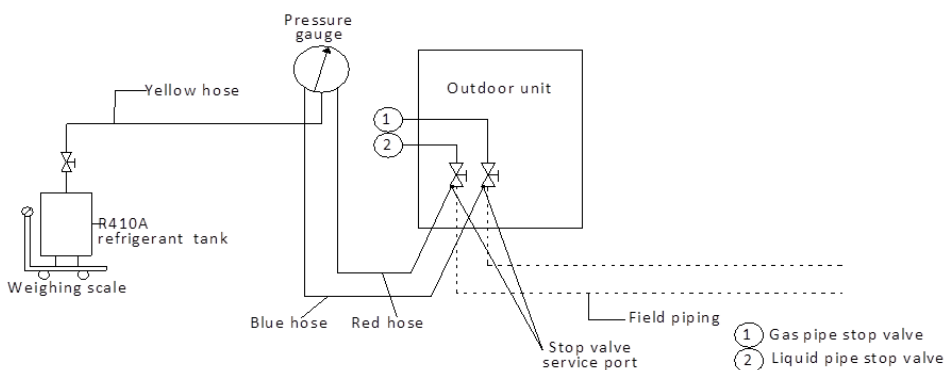 Pressure
gauge
Yellow hose
Outdoor unit
1
2
R410A
refrigerant tank
Weighing scale
Blue hose
Red hose
Field piping
Stop valve
service port
1 Gas pipe stop valve
2 Liquid pipe stop valve